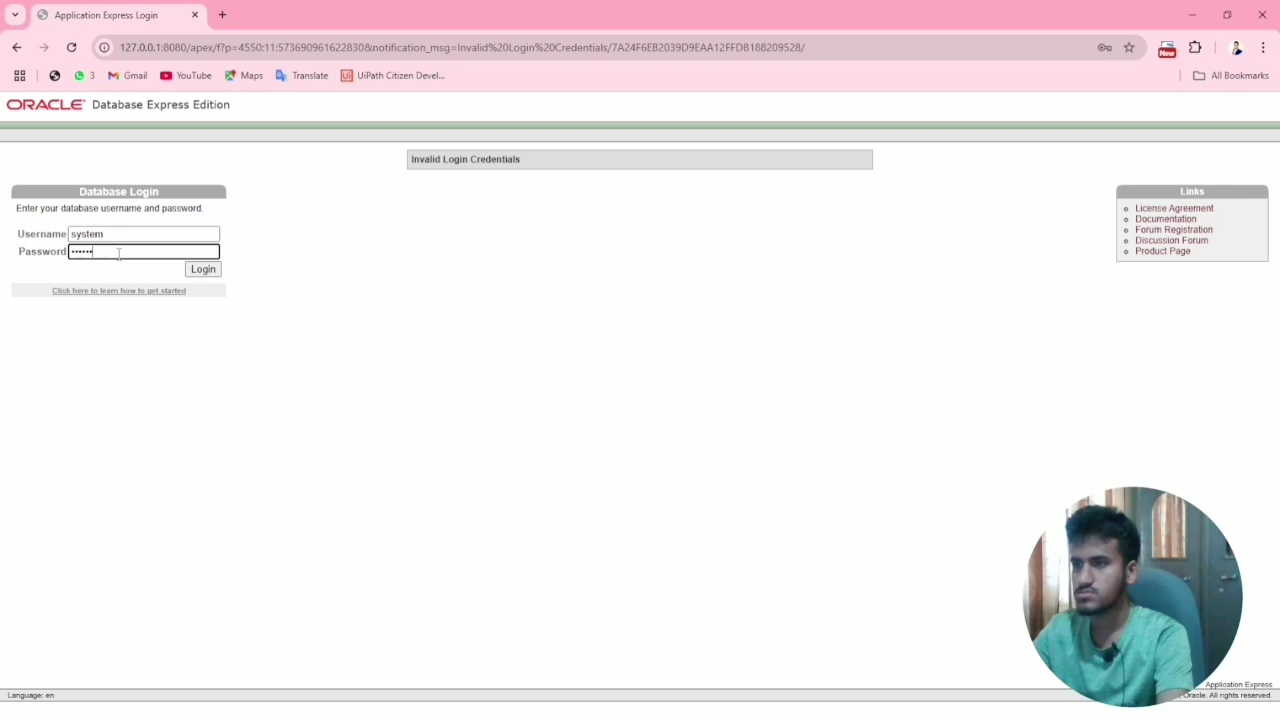 Application Express Login
127.0.0.1:8080/apex/f?p=4550:11:573690961622830&notification_msg=Invalid%20Login%20Credentials/7A24F6EB2039D9EAA12FFDB188209528/
New
3 Gmail YouTube Maps Translate UiPath Citizen Devel... All Bookmarks
ORACLE Database Express Edition
Invalid Login Credentials
Database Login
Enter your database username and password.
Username system
Password ••••••
Login
Click here to learn how to get started
Links
License Agreement
Documentation
Forum Registration
Discussion Forum
Product Page
Application Express
Language: en
Oracle. All rights reserved.